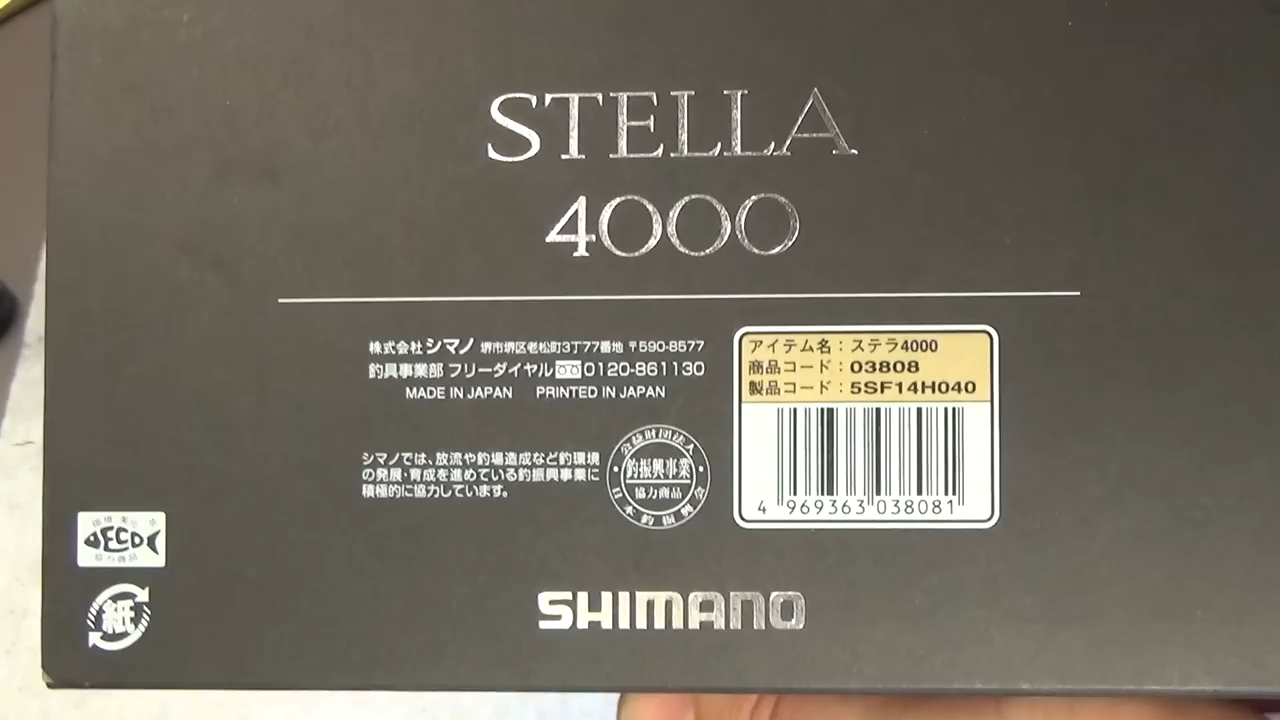 STELLA
4000
株式会社シマノ 堺市堺区老松町3丁77番地 〒590-8577
釣具事業部 フリーダイヤル 0120-861130
MADE IN JAPAN PRINTED IN JAPAN
シマノでは、放流や釣場造成など釣環境
の発展・育成を進めている釣振興事業に
積極的に協力しています。
公益財団法人
釣振興事業
協力商品
日本釣振興会
アイテム名：ステラ4000
商品コード：03808
製品コード：5SF14H040
4 969363 038081
ECO
協力商品
紙
SHIMANO